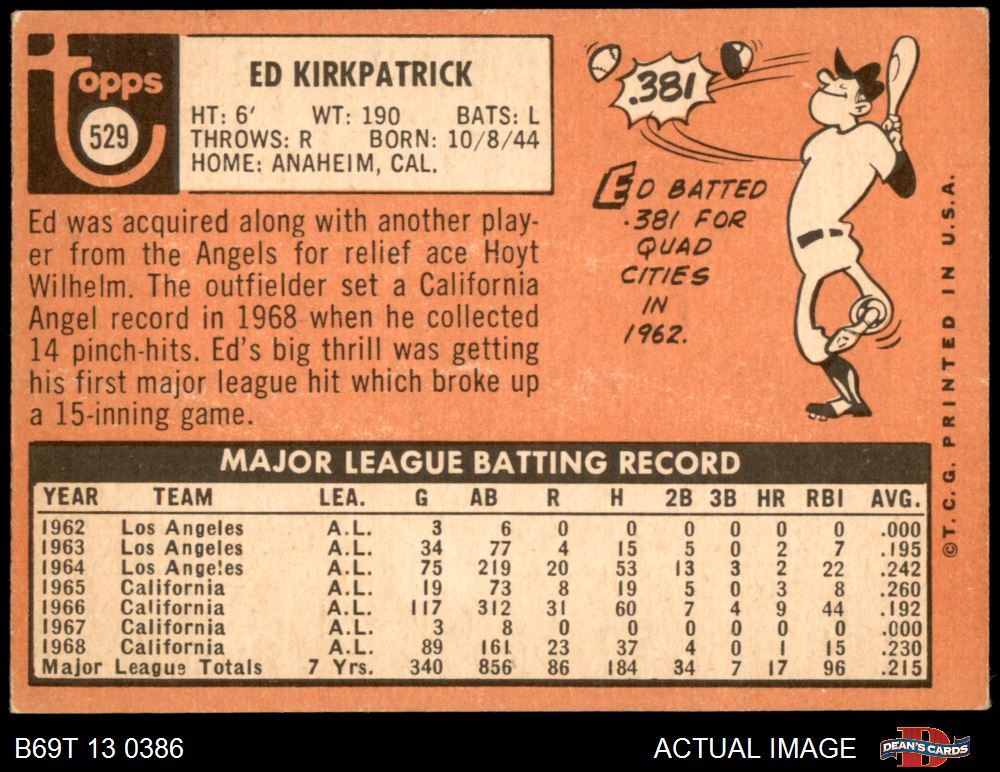 Topps
529
ED KIRKPATRICK
HT: 6' WT: 190 BATS: L
THROWS: R BORN: 10/8/44
HOME: ANAHEIM, CAL.
Ed was acquired along with another play-
er from the Angels for relief ace Hoyt
Wilhelm. The outfielder set a California
Angel record in 1968 when he collected
14 pinch-hits. Ed's big thrill was getting
his first major league hit which broke up
a 15-inning game.
.381
ED BATTED
.381 FOR
QUAD
CITIES
IN
1962.
©T.C.G. PRINTED IN U.S.A.
MAJOR LEAGUE BATTING RECORD
YEAR TEAM LEA. G AB R H 2B 3B HR RBI AVG.
1962 Los Angeles A.L. 3 6 0 0 0 0 0 0 .000
1963 Los Angeles A.L. 34 77 4 15 5 0 2 7 .195
1964 Los Angeles A.L. 75 219 20 53 13 3 2 22 .242
1965 California A.L. 19 73 8 19 5 0 3 8 .260
1966 California A.L. 117 312 31 60 7 4 9 44 .192
1967 California A.L. 3 8 0 0 0 0 0 0 .000
1968 California A.L. 89 161 23 37 4 0 1 15 .230
Major League Totals 7 Yrs. 340 856 86 184 34 7 17 96 .215
B69T 13 0386
ACTUAL IMAGE
D
DEAN'S CARDS